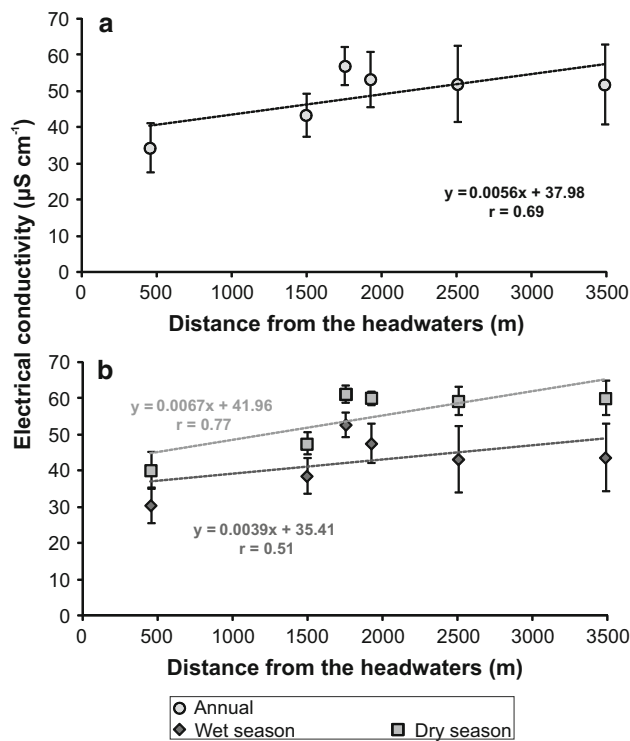 a
70
60
50
40
30
20
10
0
y = 0.0056x + 37.98
r = 0.69
0 500 1000 1500 2000 2500 3000 3500
Distance from the headwaters (m)
Electrical conductivity (µS cm⁻¹)
b
70
60
50
40
30
20
10
0
y = 0.0067x + 41.96
r = 0.77
y = 0.0039x + 35.41
r = 0.51
0 500 1000 1500 2000 2500 3000 3500
Distance from the headwaters (m)
Annual
Wet season Dry season